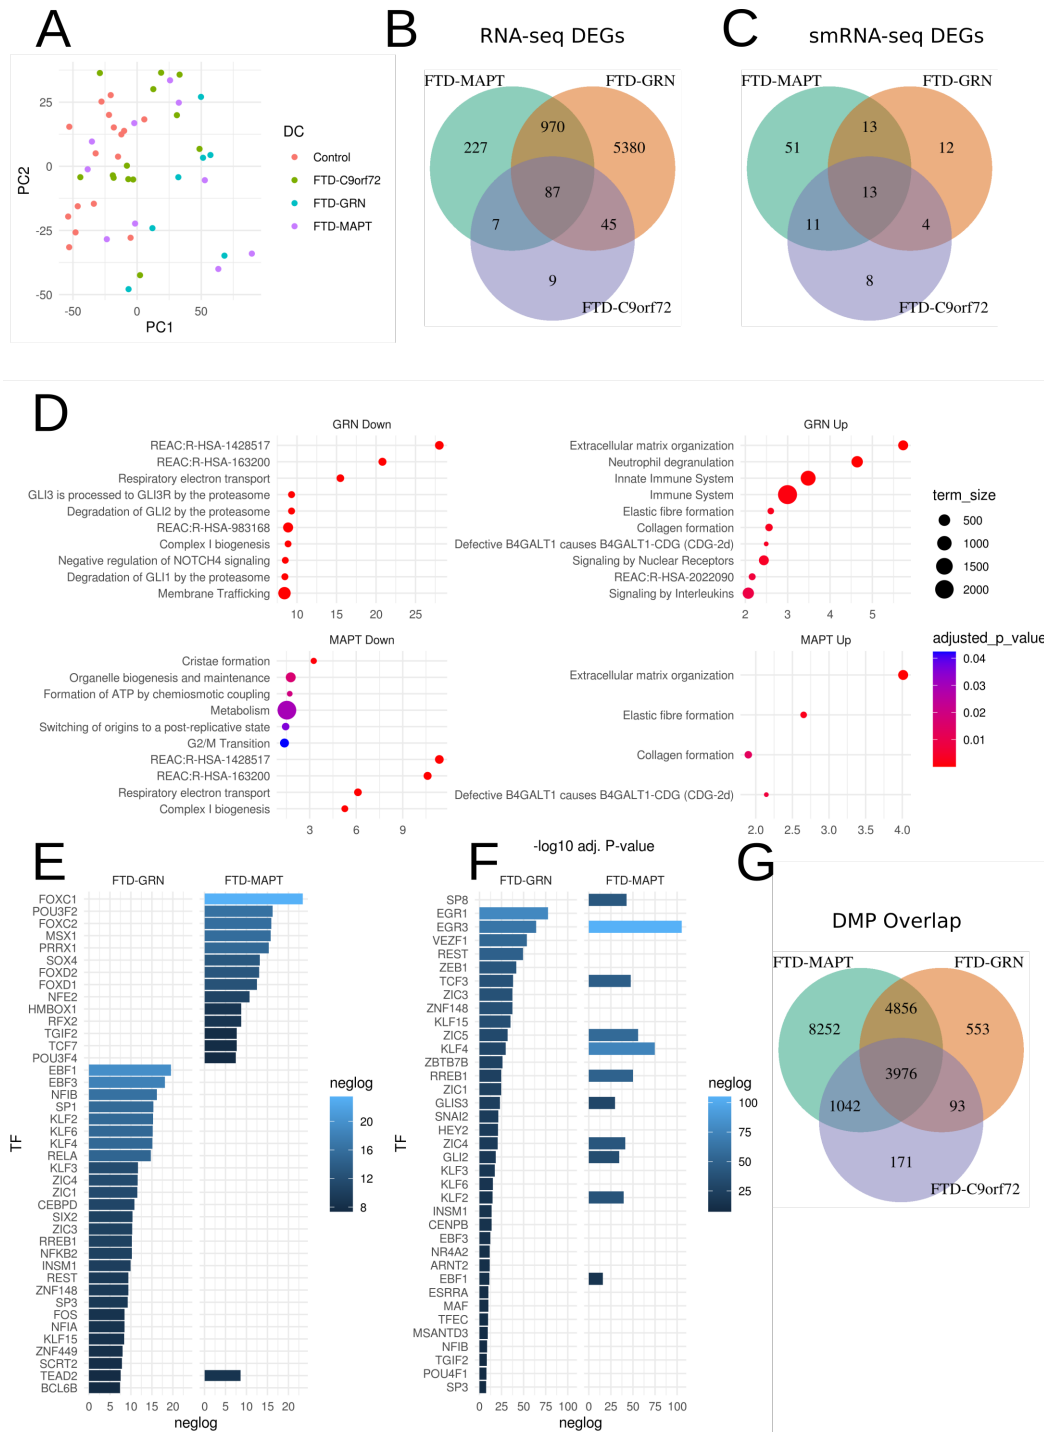 A
B
C
RNA-seq DEGs
smRNA-seq DEGs
FTD-MAPT
FTD-GRN
227
970
5380
87
7
45
9
FTD-C9orf72
FTD-MAPT
FTD-GRN
51
13
12
13
11
4
8
FTD-C9orf72
PC2
25
0
-25
-50
-50
0
50
PC1
DC
Control
FTD-C9orf72
FTD-GRN
FTD-MAPT
D
GRN Down
REAC:R-HSA-1428517
REAC:R-HSA-163200
Respiratory electron transport
GLI3 is processed to GLI3R by the proteasome
Degradation of GLI2 by the proteasome
REAC:R-HSA-983168
Complex I biogenesis
Negative regulation of NOTCH4 signaling
Degradation of GLI1 by the proteasome
Membrane Trafficking
10
15
20
25
GRN Up
Extracellular matrix organization
Neutrophil degranulation
Innate Immune System
Immune System
Elastic fibre formation
Collagen formation
Defective B4GALT1 causes B4GALT1-CDG (CDG-2d)
Signaling by Nuclear Receptors
REAC:R-HSA-2022090
Signaling by Interleukins
2
3
4
5
term_size
500
1000
1500
2000
adjusted_p_value
0.04
0.03
0.02
0.01
MAPT Down
Cristae formation
Organelle biogenesis and maintenance
Formation of ATP by chemiosmotic coupling
Metabolism
Switching of origins to a post-replicative state
G2/M Transition
REAC:R-HSA-1428517
REAC:R-HSA-163200
Respiratory electron transport
Complex I biogenesis
3
6
9
MAPT Up
Extracellular matrix organization
Elastic fibre formation
Collagen formation
Defective B4GALT1 causes B4GALT1-CDG (CDG-2d)
2.0
2.5
3.0
3.5
4.0
-log10 adj. P-value
E
FTD-GRN
FTD-MAPT
TF
FOXC1
POU3F2
FOXC2
MSX1
PRRX1
SOX4
FOXD2
FOXD1
NFE2
HMBOX1
RFX2
TGIF2
TCF7
POU3F4
EBF1
EBF3
NFIB
SP1
KLF2
KLF6
KLF4
RELA
KLF3
ZIC4
ZIC1
CEBPD
SIX2
ZIC3
RREB1
NFKB2
INSM1
REST
ZNF148
SP3
FOS
NFIA
KLF15
ZNF449
SCRT2
TEAD2
BCL6B
0 5 10 15 20
0 5 10 15 20
neglog
neglog
20
16
12
8
F
FTD-GRN
FTD-MAPT
TF
SP8
EGR1
EGR3
VEZF1
REST
ZEB1
TCF3
ZIC3
ZNF148
KLF15
ZIC5
KLF4
ZBTB7B
RREB1
ZIC1
GLIS3
SNAI2
HEY2
ZIC4
GLI2
KLF3
KLF6
KLF2
INSM1
CENPB
EBF3
NR4A2
ARNT2
EBF1
ESRRA
MAF
TFEC
MSANTD3
NFIB
TGIF2
POU4F1
SP3
0 25 50 75 100
0 25 50 75 100
neglog
neglog
100
75
50
25
G
DMP Overlap
FTD-MAPT
FTD-GRN
8252
4856
553
3976
1042
93
171
FTD-C9orf72